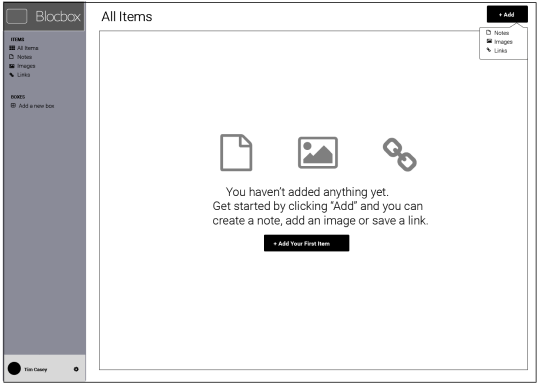 Blocbox
All Items
+ Add
Notes
Images
Links
ITEMS
All Items
Notes
Images
Links
BOXES
Add a new box
You haven't added anything yet.
Get started by clicking "Add" and you can
create a note, add an image or save a link.
+ Add Your First Item
Tim Casey